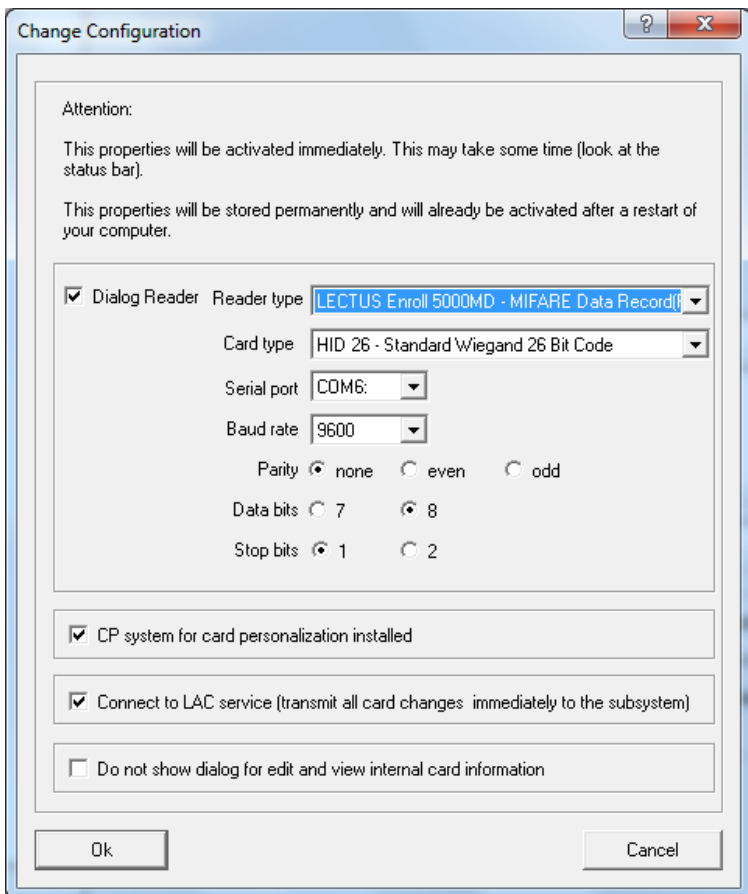 Change Configuration
Attention:
This properties will be activated immediately. This may take some time (look at the
status bar).
This properties will be stored permanently and will already be activated after a restart of
your computer.
Dialog Reader Reader type LECTUS Enroll 5000MD - MIFARE Data Record(
Card type HID 26 - Standard Wiegand 26 Bit Code
Serial port COM6:
Baud rate 9600
Parity none even odd
Data bits 7 8
Stop bits 1 2
CP system for card personalization installed
Connect to LAC service (transmit all card changes immediately to the subsystem)
Do not show dialog for edit and view internal card information
Ok Cancel